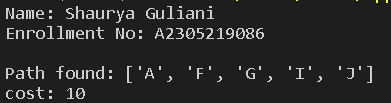 Name: Shaurya Guliani
Enrollment No: A2305219086
Path found: ['A', 'F', 'G', 'I', 'J']
cost: 10